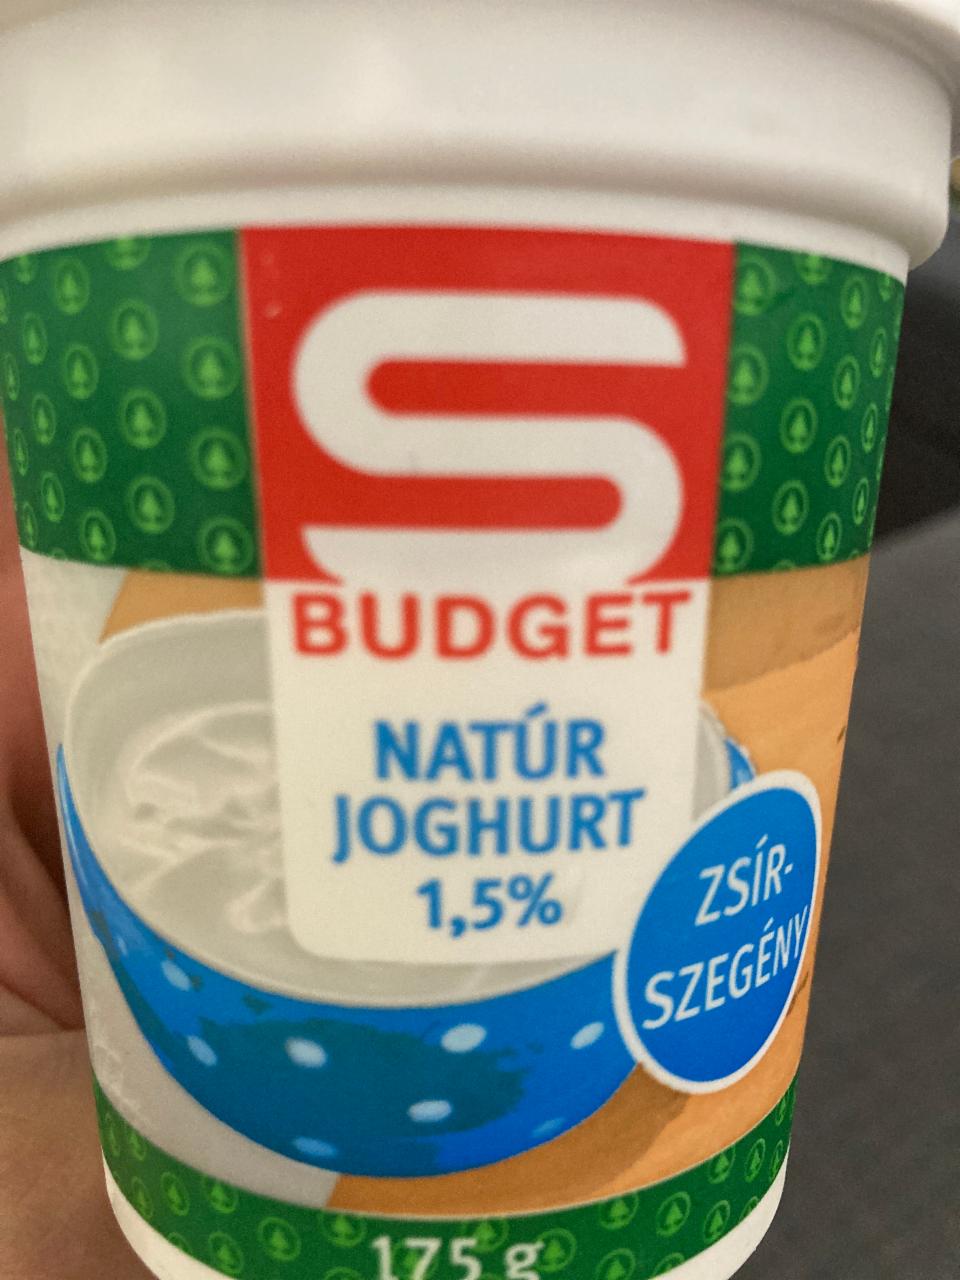 S
BUDGET
NATÚR
JOGHURT
1,5%
ZSÍR-
SZEGÉNY
175 g